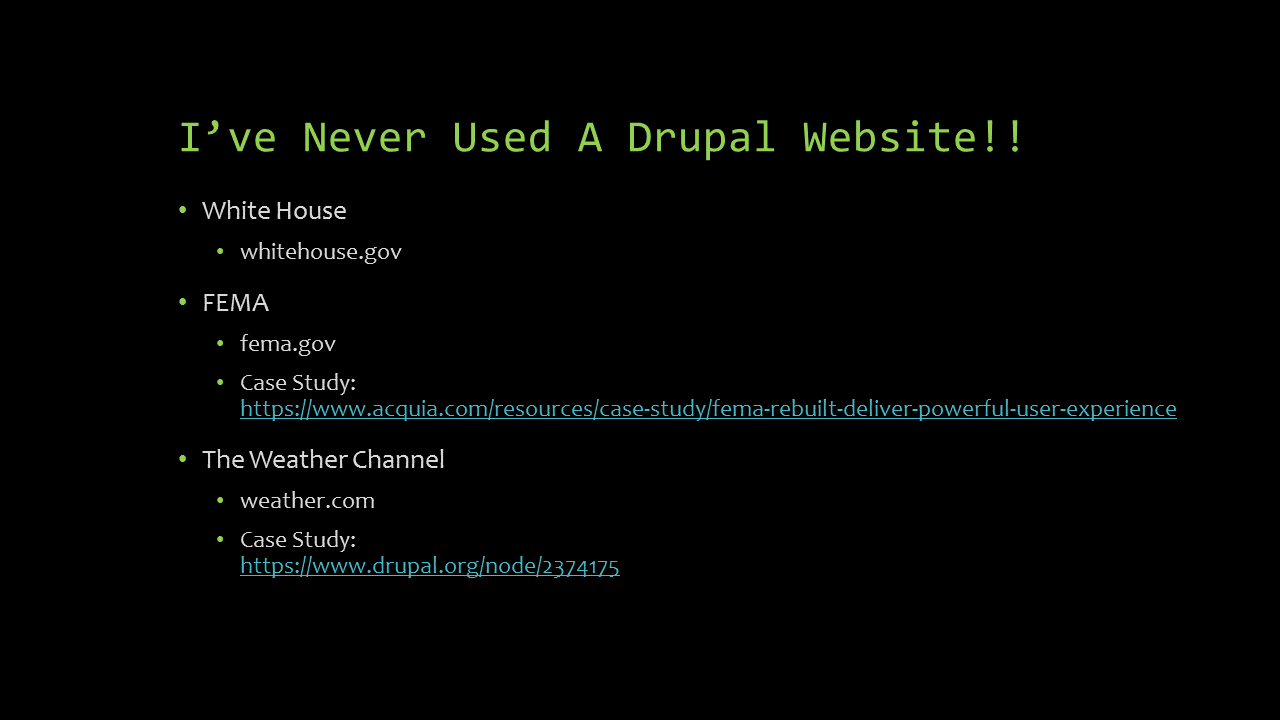 I’ve Never Used A Drupal Website!!
• White House
• whitehouse.gov
• FEMA
• fema.gov
• Case Study:
https://www.acquia.com/resources/case-study/fema-rebuilt-deliver-powerful-user-experience
• The Weather Channel
• weather.com
• Case Study:
https://www.drupal.org/node/2374175